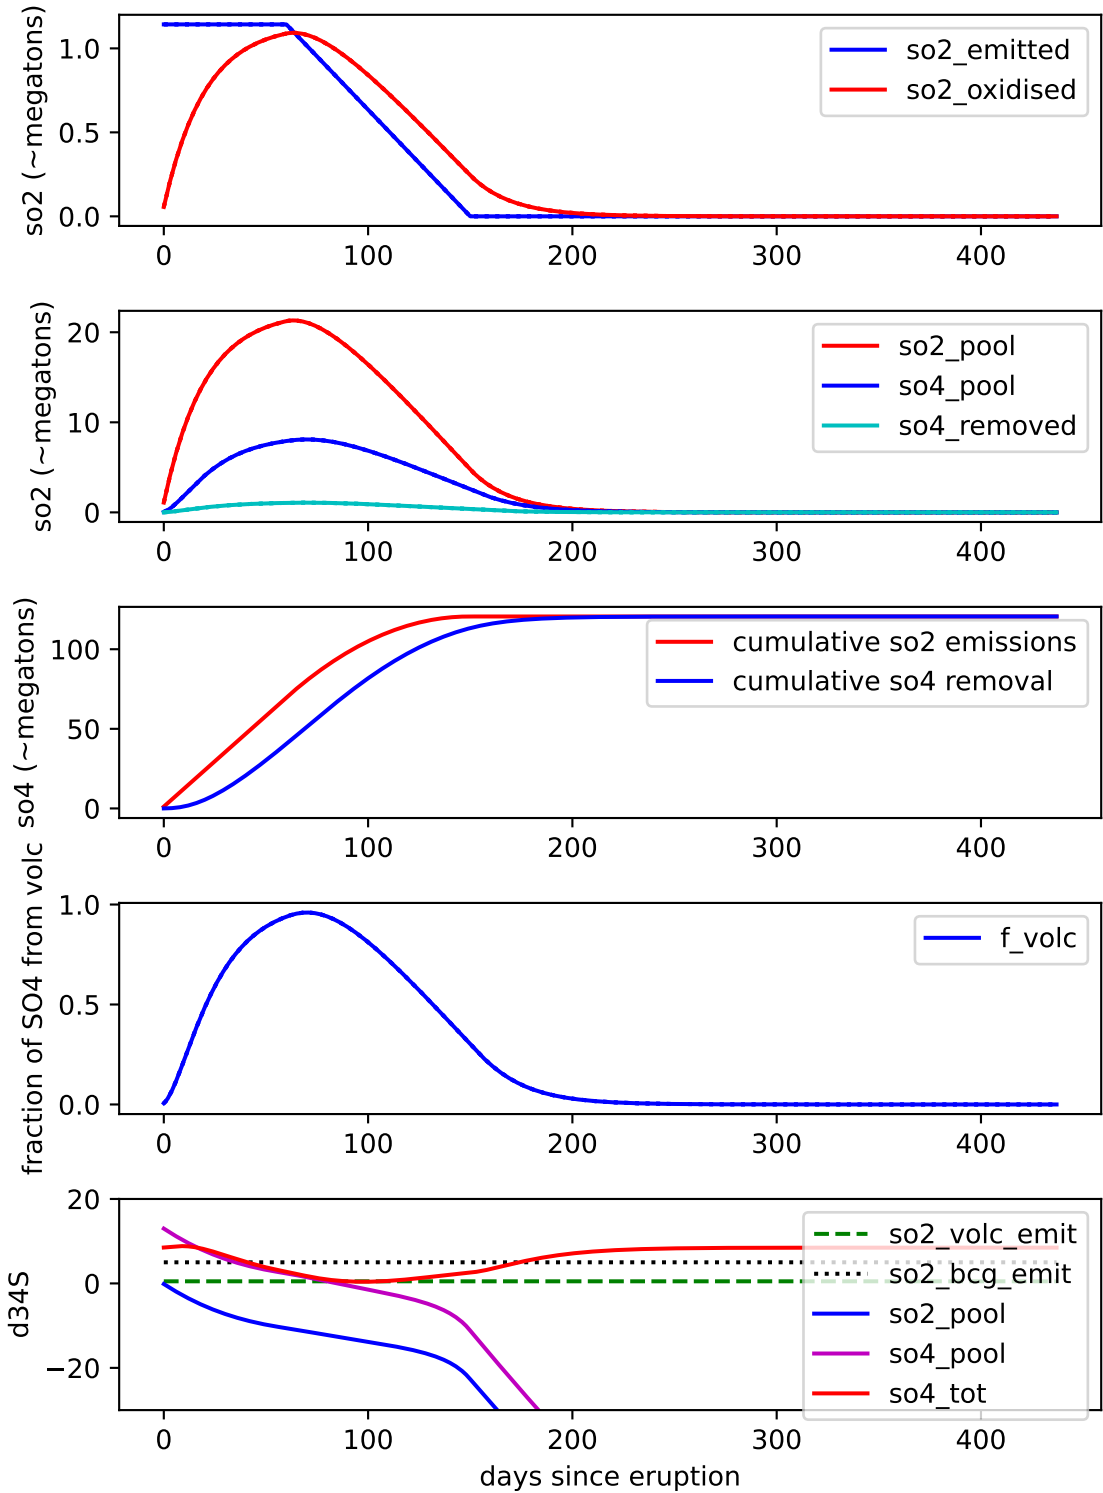 so2 (~megatons)
1.0
0.5
0.0
so2_emitted
so2_oxidised
0 100 200 300 400
so2 (~megatons)
20
10
0
so2_pool
so4_pool
so4_removed
0 100 200 300 400
so4 (~megatons)
100
50
0
cumulative so2 emissions
cumulative so4 removal
0 100 200 300 400
fraction of SO4 from volc
1.0
0.5
0.0
f_volc
0 100 200 300 400
d34S
20
0
−20
so2_volc_emit
so2_bcg_emit
so2_pool
so4_pool
so4_tot
0 100 200 300 400
days since eruption